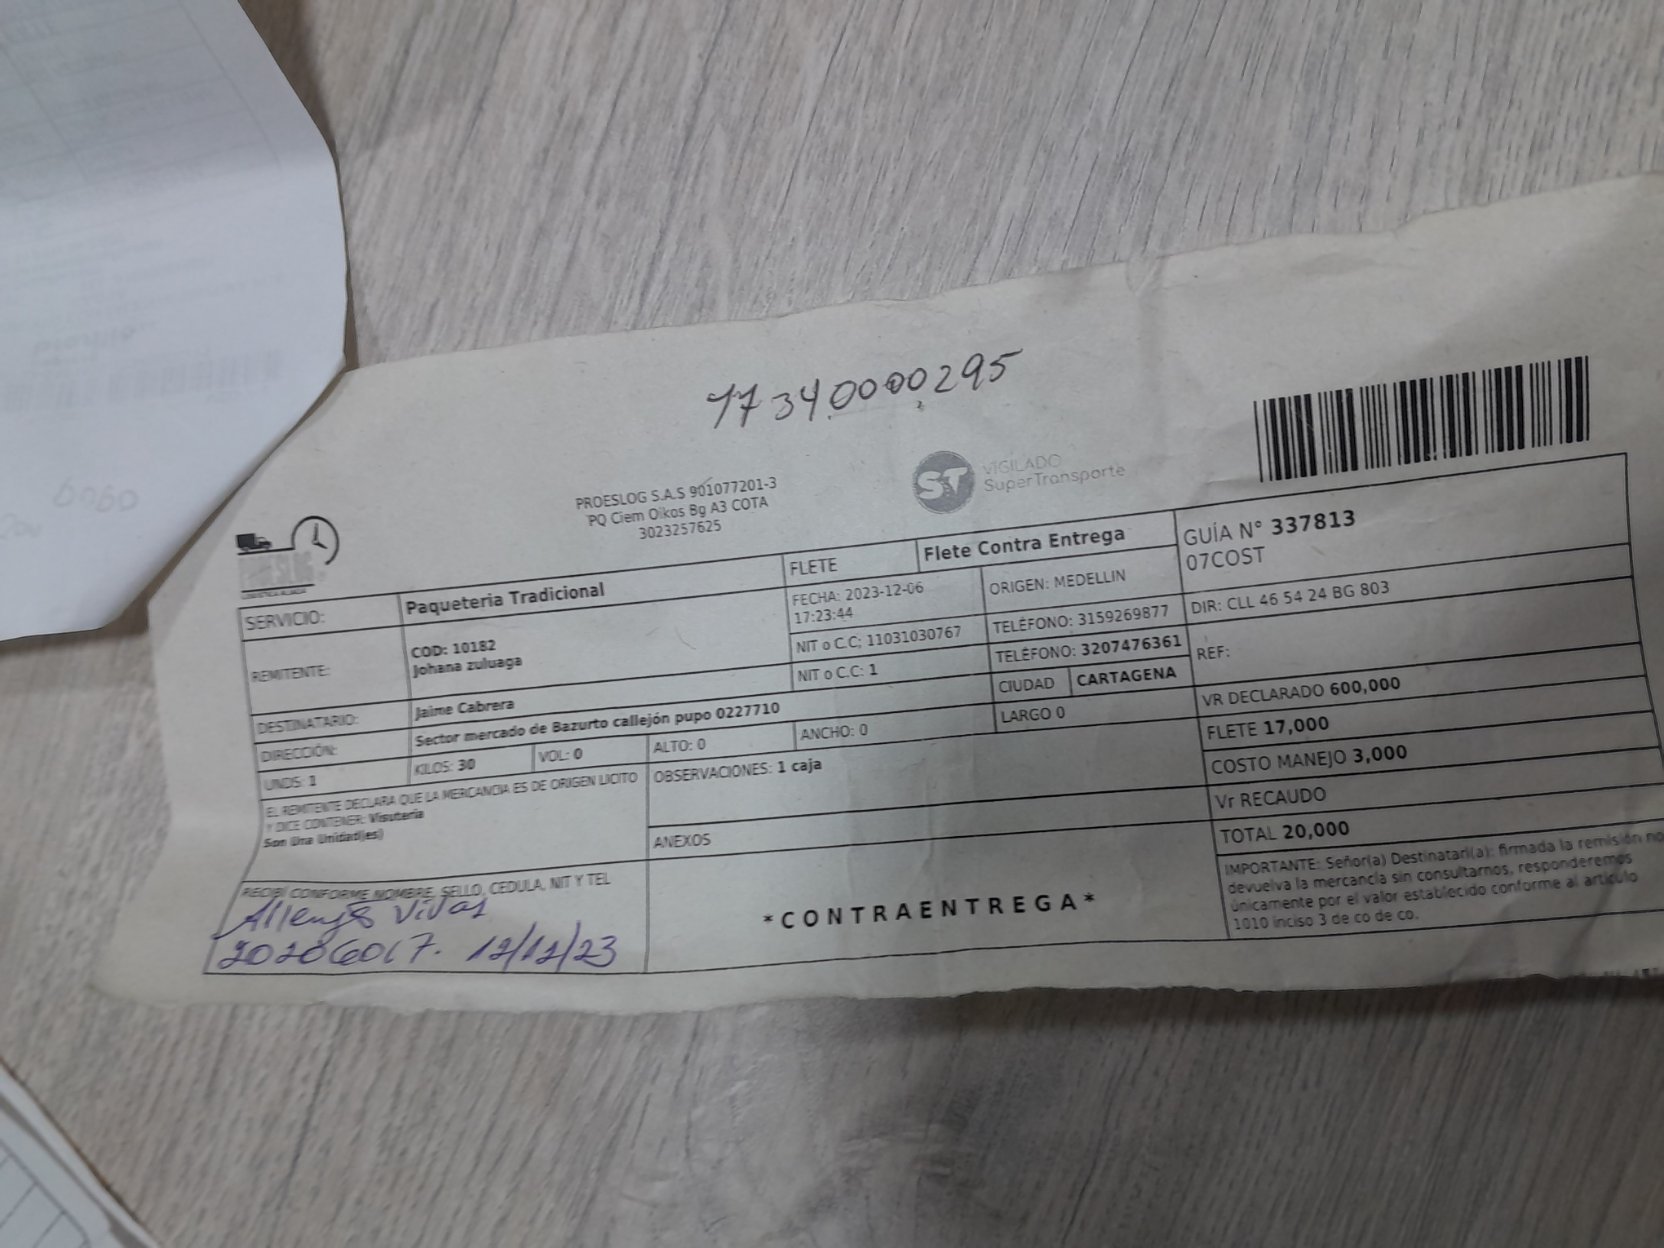 17340000295
PROESLOG S.A.S 901077201-3
PQ Ciem Oikos Bg A3 COTA
3023257625
ST VIGILADO
SuperTransporte
SERVICIO: Paqueteria Tradicional
FLETE Flete Contra Entrega
GUÍA N° 337813
07COST
REMITENTE: COD: 10182
Johana zuluaga
FECHA: 2023-12-06
17:23:44
ORIGEN: MEDELLIN
NIT o C.C: 11031030767
TELÉFONO: 3159269877
DIR: CLL 46 54 24 BG 803
DESTINATARIO: Jaime Cabrera
NIT o C.C: 1
TELÉFONO: 3207476361
REF:
DIRECCIÓN: Sector mercado de Bazurto callejón pupo 0227710
CIUDAD CARTAGENA
VR DECLARADO 600,000
UNDS: 1 KILOS: 30 VOL: 0 ALTO: 0 ANCHO: 0 LARGO 0
FLETE 17,000
EL REMITENTE DECLARA QUE LA MERCANCIA ES DE ORIGEN LICITO
Y DICE CONTENER: Visuteria
Son Una Unidad(es)
OBSERVACIONES: 1 caja
COSTO MANEJO 3,000
Vr RECAUDO
ANEXOS
TOTAL 20,000
RECIBÍ CONFORME NOMBRE, SELLO, CEDULA, NIT Y TEL
Vivas
12/12/23
*CONTRAENTREGA*
IMPORTANTE: Señor(a) Destinatari(a): firmada la remisión no
devuelva la mercancía sin consultarnos, responderemos
únicamente por el valor establecido conforme al artículo
1010 inciso 3 de co de co.